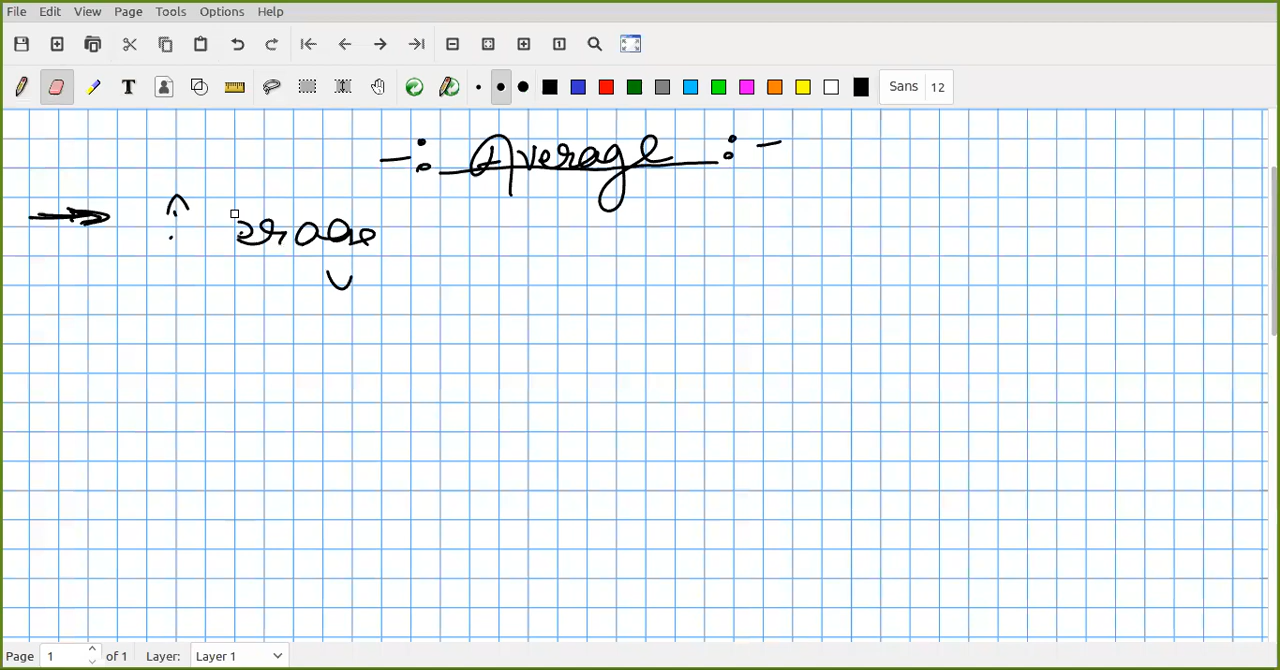 File Edit View Page Tools Options Help
T Sans 12
-: Average :-
Page 1 of 1 Layer: Layer 1